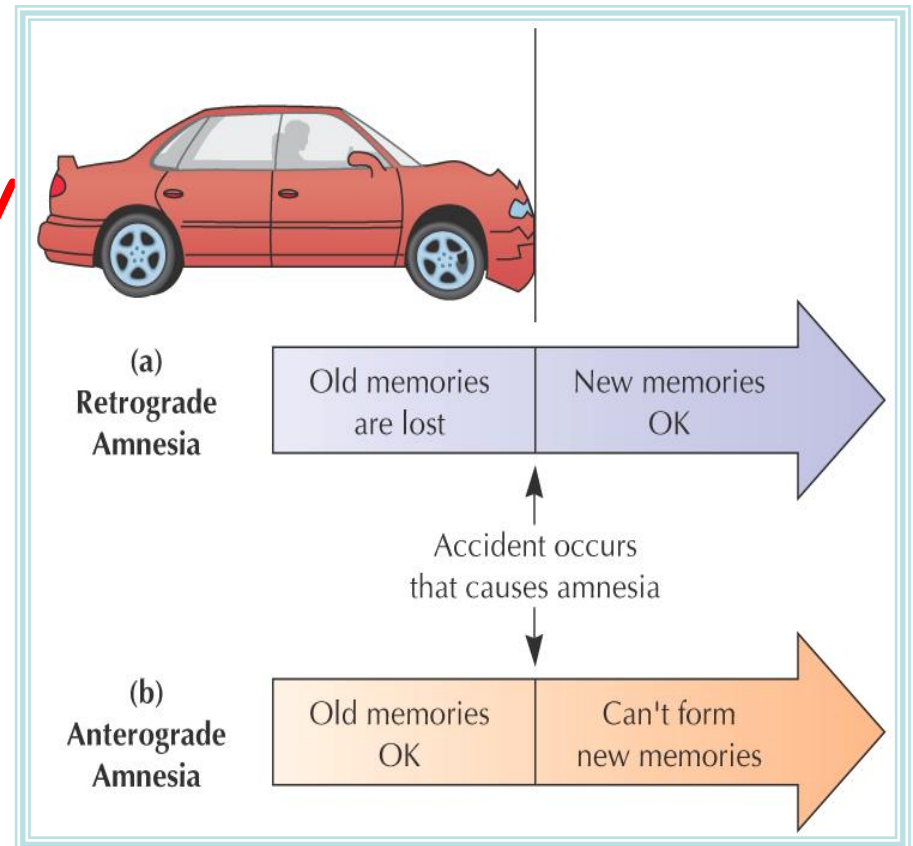 (a)
Retrograde
Amnesia
Old memories
are lost
New memories
OK
Accident occurs
that causes amnesia
(b)
Anterograde
Amnesia
Old memories
OK
Can't form
new memories